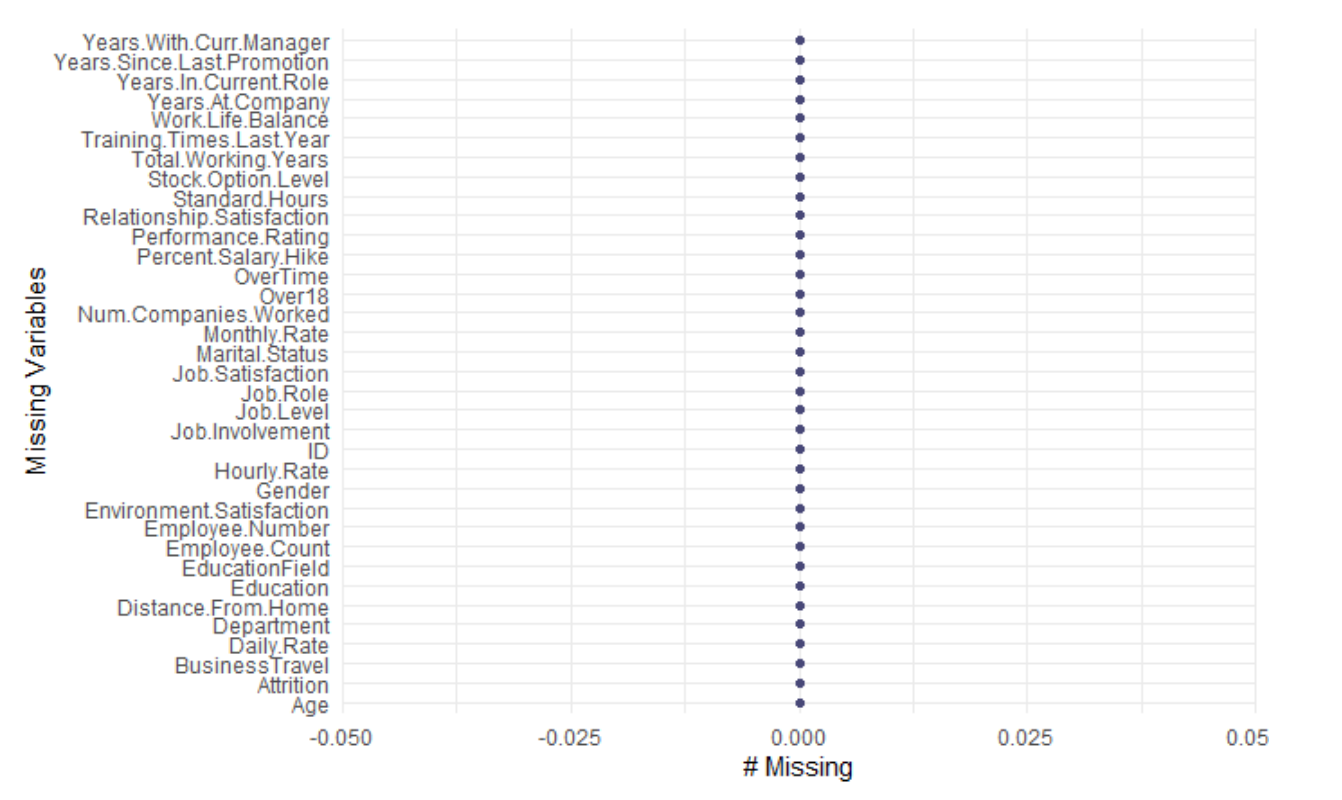 Years.With.Curr.Manager
Years.Since.Last.Promotion
Years.In.Current.Role
Years.At.Company
Work.Life.Balance
Training.Times.Last.Year
Total.Working.Years
Stock.Option.Level
Standard.Hours
Relationship.Satisfaction
Performance.Rating
Percent.Salary.Hike
OverTime
Over18
Num.Companies.Worked
Monthly.Rate
Marital.Status
Job.Satisfaction
Job.Role
Job.Level
Job.Involvement
ID
Hourly.Rate
Gender
Environment.Satisfaction
Employee.Number
Employee.Count
EducationField
Education
Distance.From.Home
Department
Daily.Rate
BusinessTravel
Attrition
Age
Missing Variables
-0.050 -0.025 0.000 0.025 0.05
# Missing